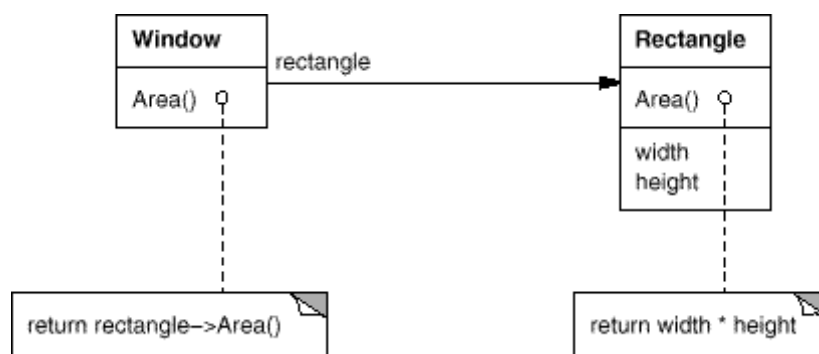 Window
Area()
rectangle
Rectangle
Area()
width
height
return rectangle–>Area()
return width * height